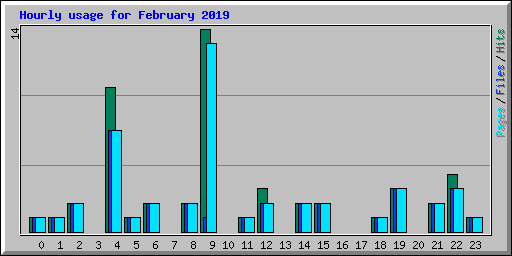 Hourly usage for February 2019
14
Pages/Files/Hits
0 1 2 3 4 5 6 7 8 9 10 11 12 13 14 15 16 17 18 19 20 21 22 23